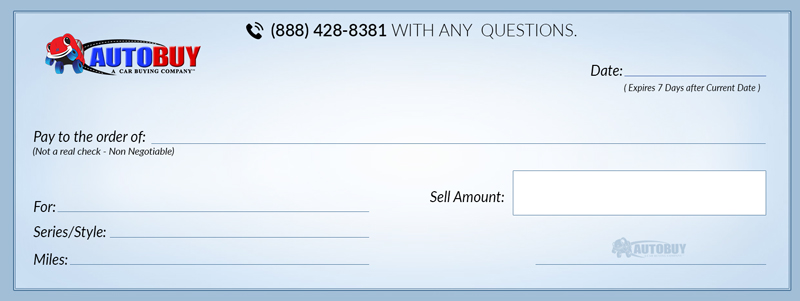 (888) 428-8381 WITH ANY QUESTIONS.
AUTOBUY
A CAR BUYING COMPANY™
Date:
( Expires 7 Days after Current Date )
Pay to the order of:
(Not a real check - Non Negotiable)
Sell Amount:
For:
Series/Style:
Miles:
AUTOBUY